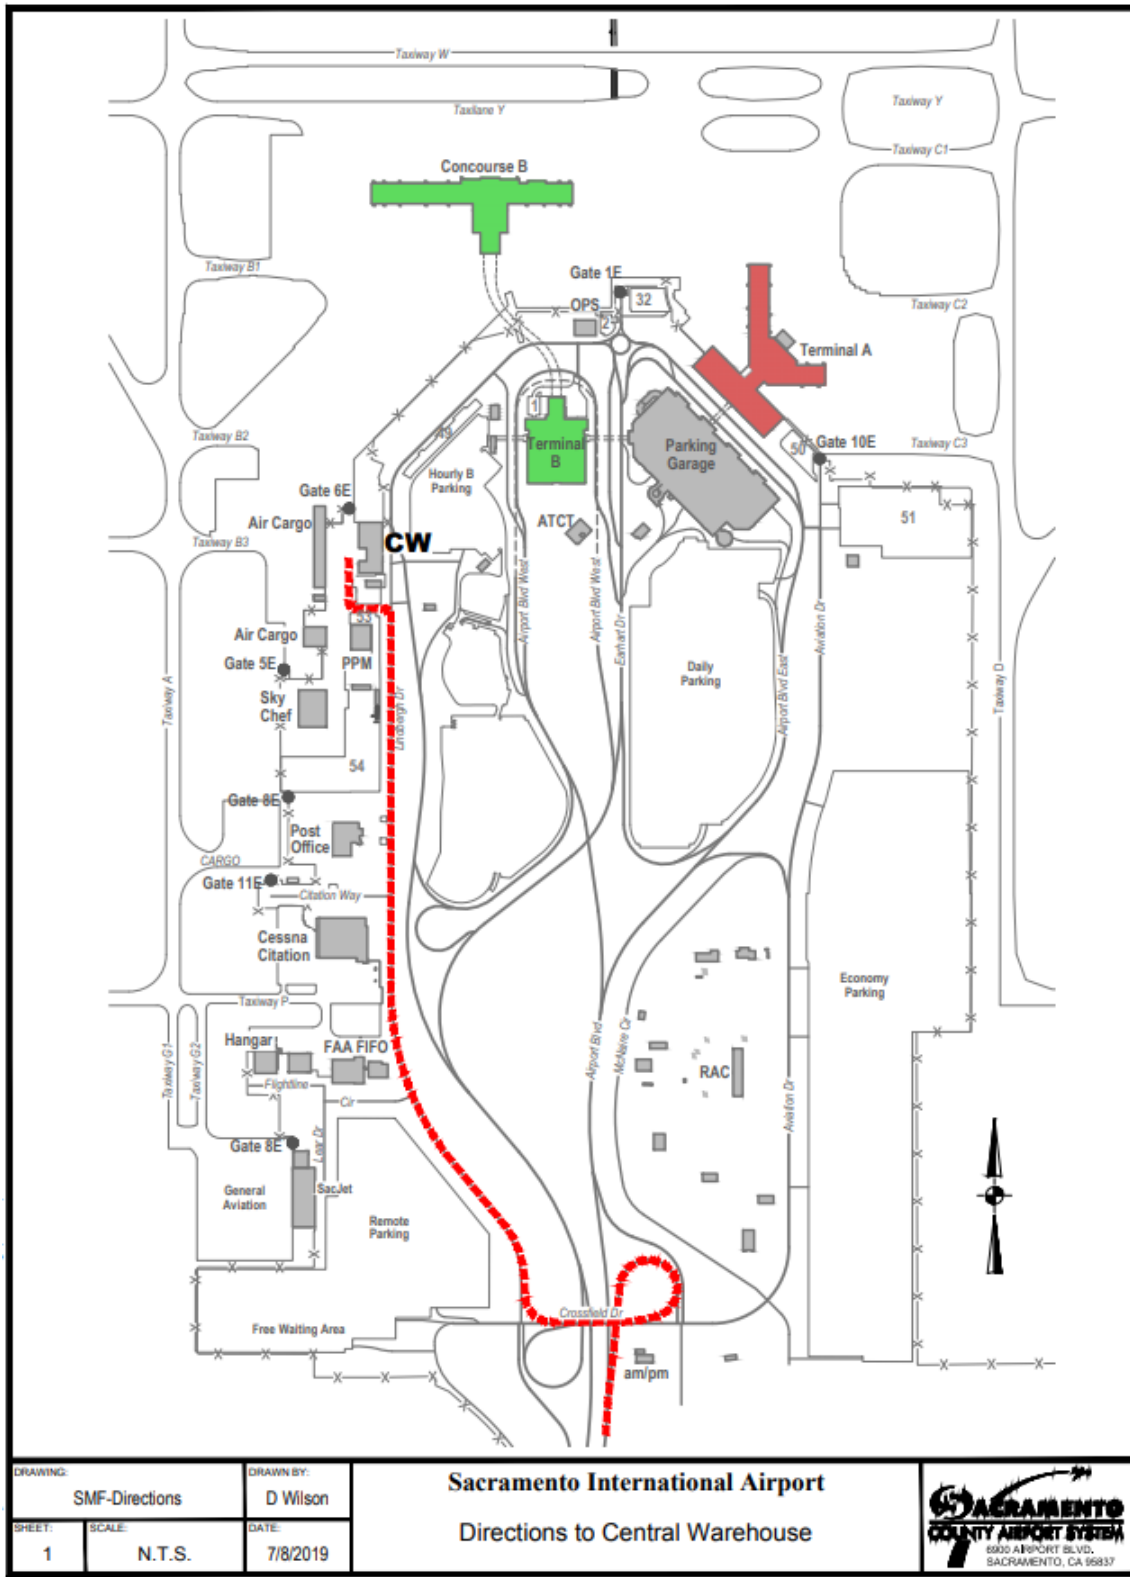 Taxiway W
Taxilane Y
Taxiway Y
Taxiway C1
Concourse B
Taxiway B1
Gate 1E
32
OPS
2
Taxiway C2
Terminal A
1
49
Taxiway B2
Terminal
B
Parking
Garage
50
Gate 10E
Taxiway C3
Hourly B
Parking
Gate 6E
Air Cargo
CW
ATCT
51
Taxiway B3
Airport Blvd West
Airport Blvd West
Earhart Dr
Aviation Dr
53
Air Cargo
PPM
Gate 5E
Daily
Parking
Airport Blvd East
Taxiway A
Taxiway D
Sky
Chef
Lindbergh Dr
54
Gate 8E
Post
Office
CARGO
Gate 11E
Citation Way
Cessna
Citation
Economy
Parking
Taxiway P
Hangar
FAA FIFO
Taxiway G1
Taxiway G2
Airport Blvd
McNaire Cir
RAC
Aviation Dr
Flightline
Cir
Lear Dr
Gate 8E
General
Aviation
SacJet
Remote
Parking
Crossfield Dr
Free Waiting Area
am/pm
DRAWING:
SMF-Directions
DRAWN BY:
D Wilson
SHEET:
1
SCALE:
N.T.S.
DATE:
7/8/2019
Sacramento International Airport
Directions to Central Warehouse
SACRAMENTO
COUNTY AIRPORT SYSTEM
6900 AIRPORT BLVD.
SACRAMENTO, CA 95837